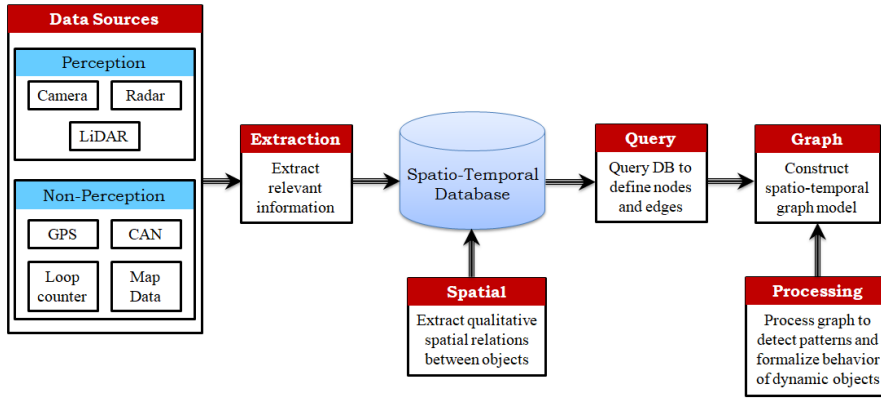 Data Sources
Perception
Camera
Radar
LiDAR
Non-Perception
GPS
CAN
Loop
counter
Map
Data
Extraction
Extract
relevant
information
Spatio-Temporal
Database
Spatial
Extract qualitative
spatial relations
between objects
Query
Query DB to
define nodes
and edges
Graph
Construct
spatio-temporal
graph model
Processing
Process graph to
detect patterns and
formalize behavior
of dynamic objects